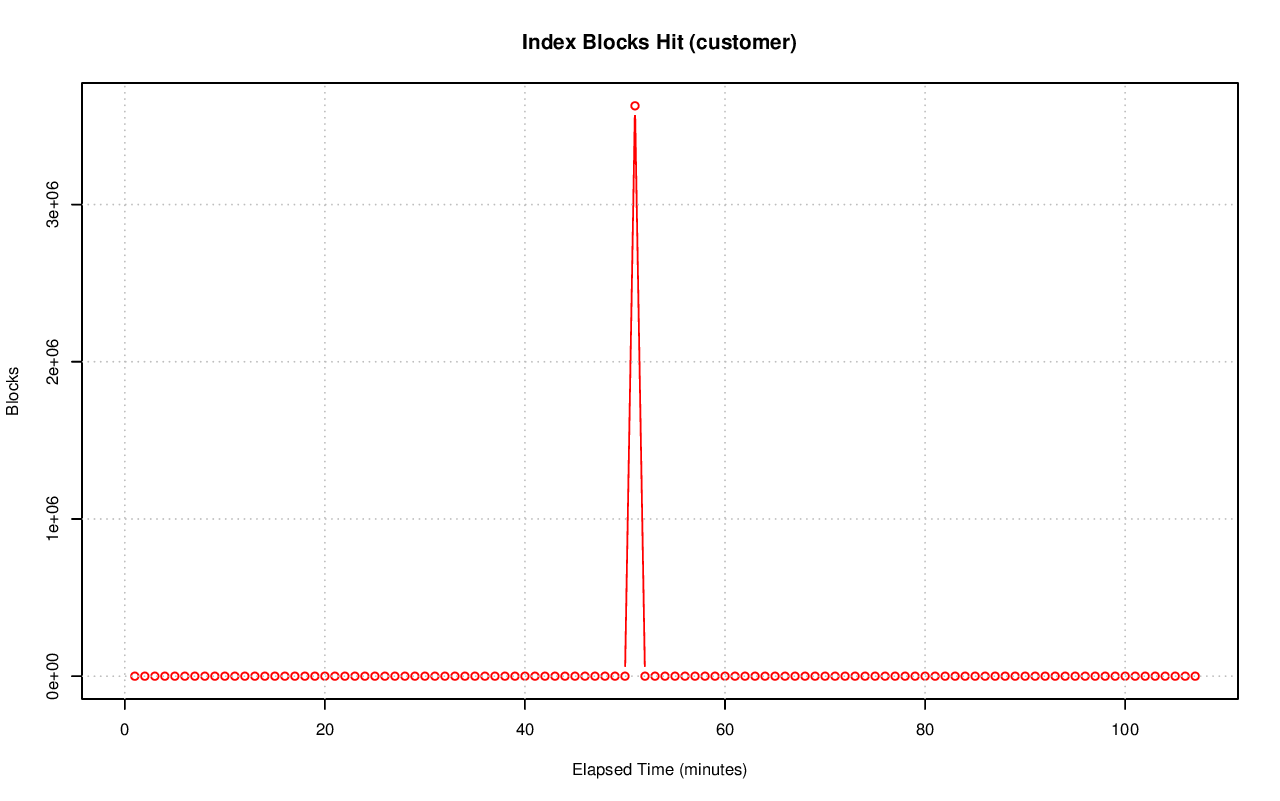 Index Blocks Hit (customer)
Blocks
3e+06
2e+06
1e+06
0e+00
0 20 40 60 80 100
Elapsed Time (minutes)